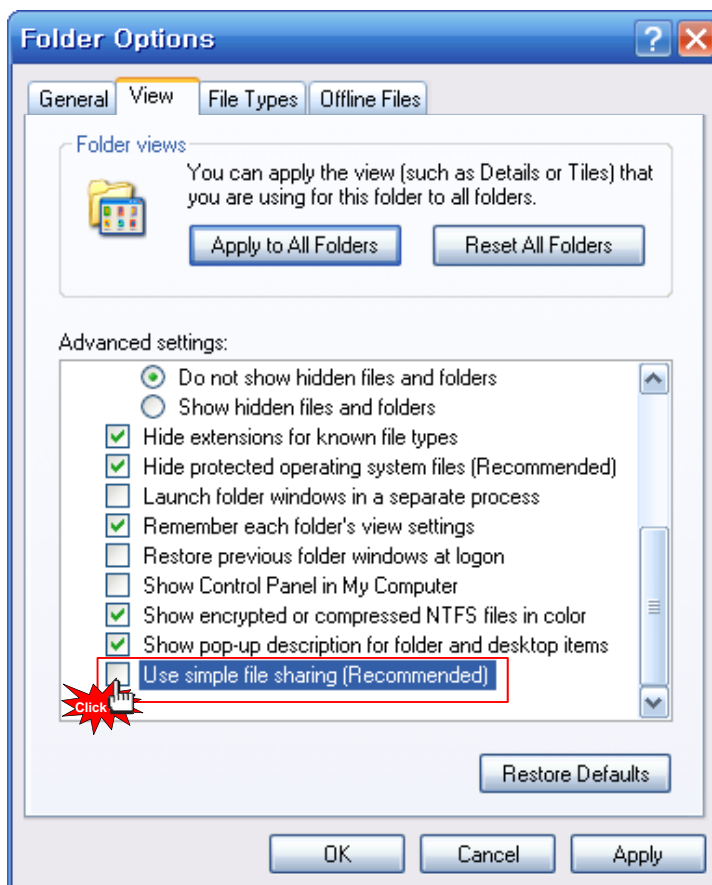 Folder Options
?
General View File Types Offline Files
Folder views
You can apply the view (such as Details or Tiles) that
you are using for this folder to all folders.
Apply to All Folders Reset All Folders
Advanced settings:
Do not show hidden files and folders
Show hidden files and folders
Hide extensions for known file types
Hide protected operating system files (Recommended)
Launch folder windows in a separate process
Remember each folder's view settings
Restore previous folder windows at logon
Show Control Panel in My Computer
Show encrypted or compressed NTFS files in color
Show pop-up description for folder and desktop items
Use simple file sharing (Recommended)
Click
Restore Defaults
OK Cancel Apply